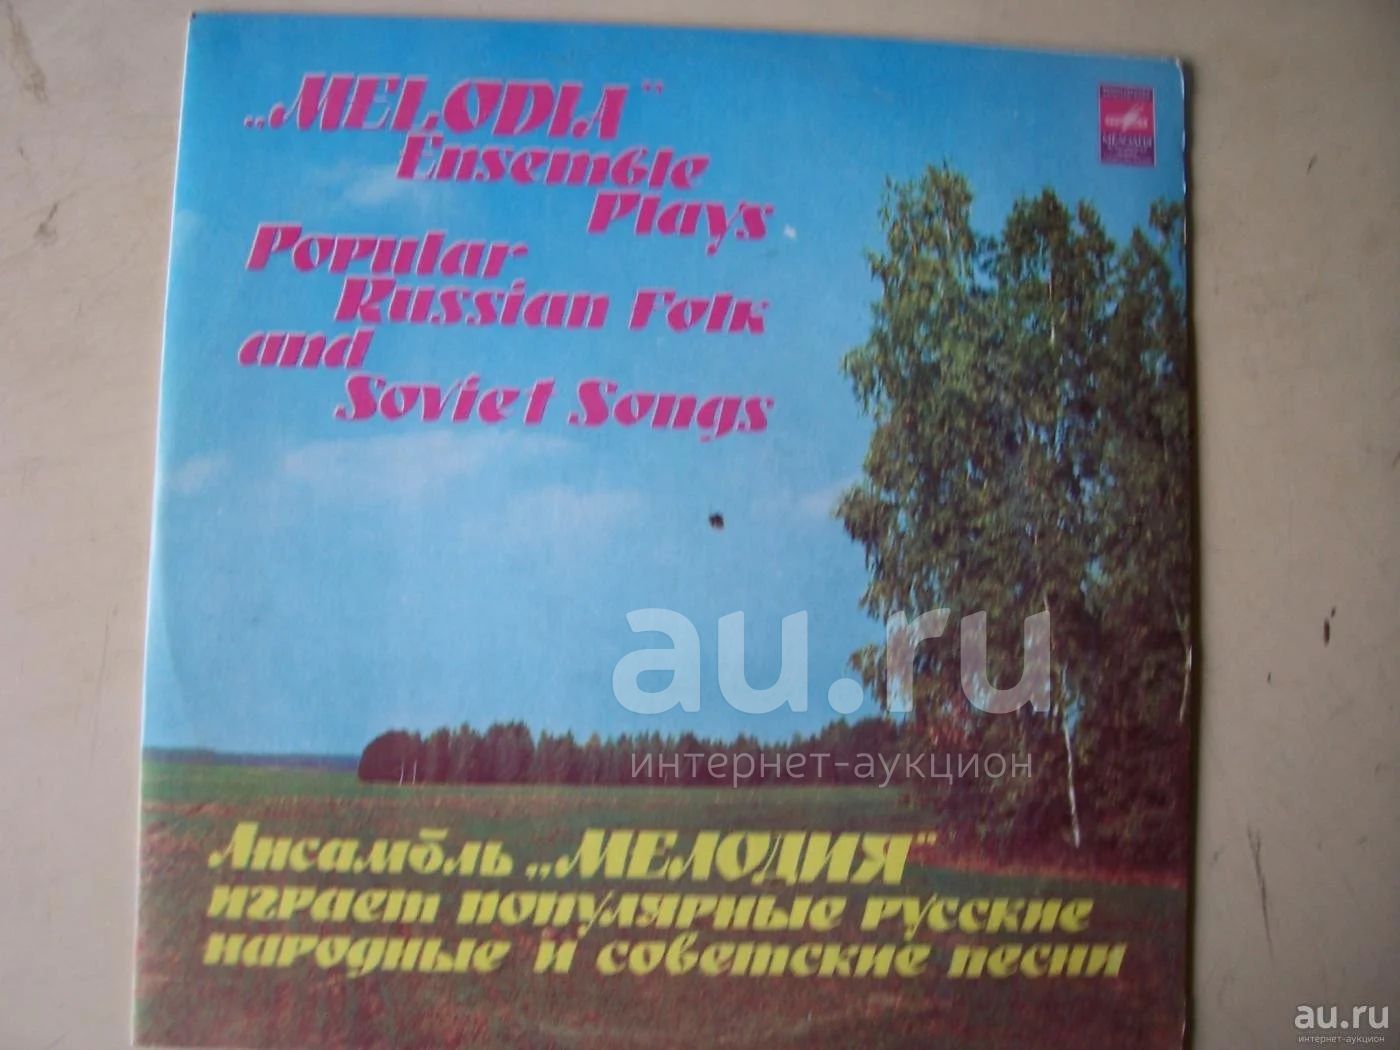 „MELODIA"
Ensemble
Plays
Popular
Russian Folk
and
Soviet Songs
МЕЛОДИЯ
au.ru
интернет-аукцион
Ансамбль „МЕЛОДИЯ"
играет популярные русские
народные и советские песни
au.ru
интернет-аукцион